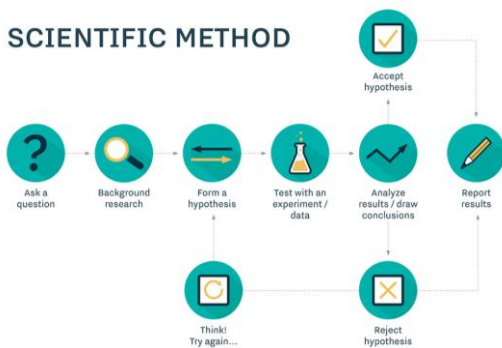 SCIENTIFIC METHOD
Accept
hypothesis
Ask a
question
Background
research
Form a
hypothesis
Test with an
experiment /
data
Analyze
results / draw
conclusions
Report
results
Think!
Try again...
Reject
hypothesis